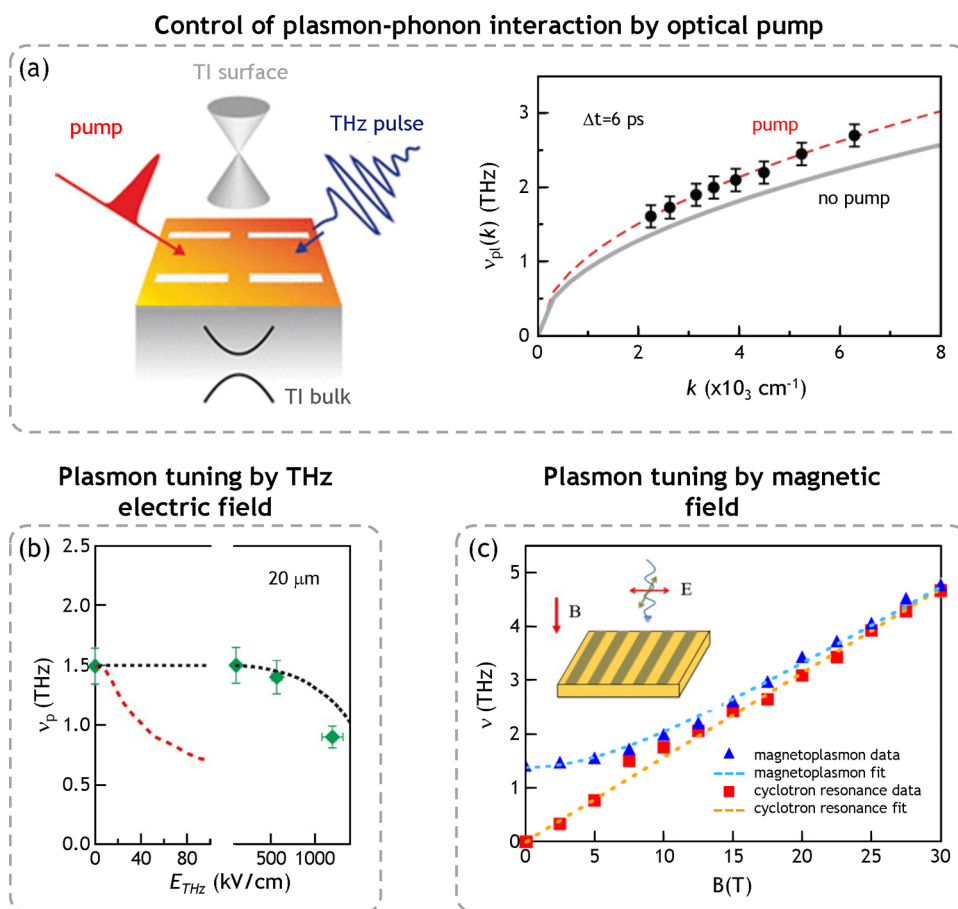 Control of plasmon-phonon interaction by optical pump
(a)
TI surface
pump
THz pulse
TI bulk
Δt=6 ps
pump
no pump
3
2
1
0
νpl(k) (THz)
0
2
4
6
8
k (x10₃ cm⁻¹)
Plasmon tuning by THz
electric field
(b)
2.5
2.0
1.5
1.0
0.5
0.0
νp (THz)
20 μm
0
40
80
500
1000
ETHz (kV/cm)
Plasmon tuning by magnetic
field
(c)
5
4
3
2
1
0
ν (THz)
B
E
magnetoplasmon data
magnetoplasmon fit
cyclotron resonance data
cyclotron resonance fit
0
5
10
15
20
25
30
B(T)